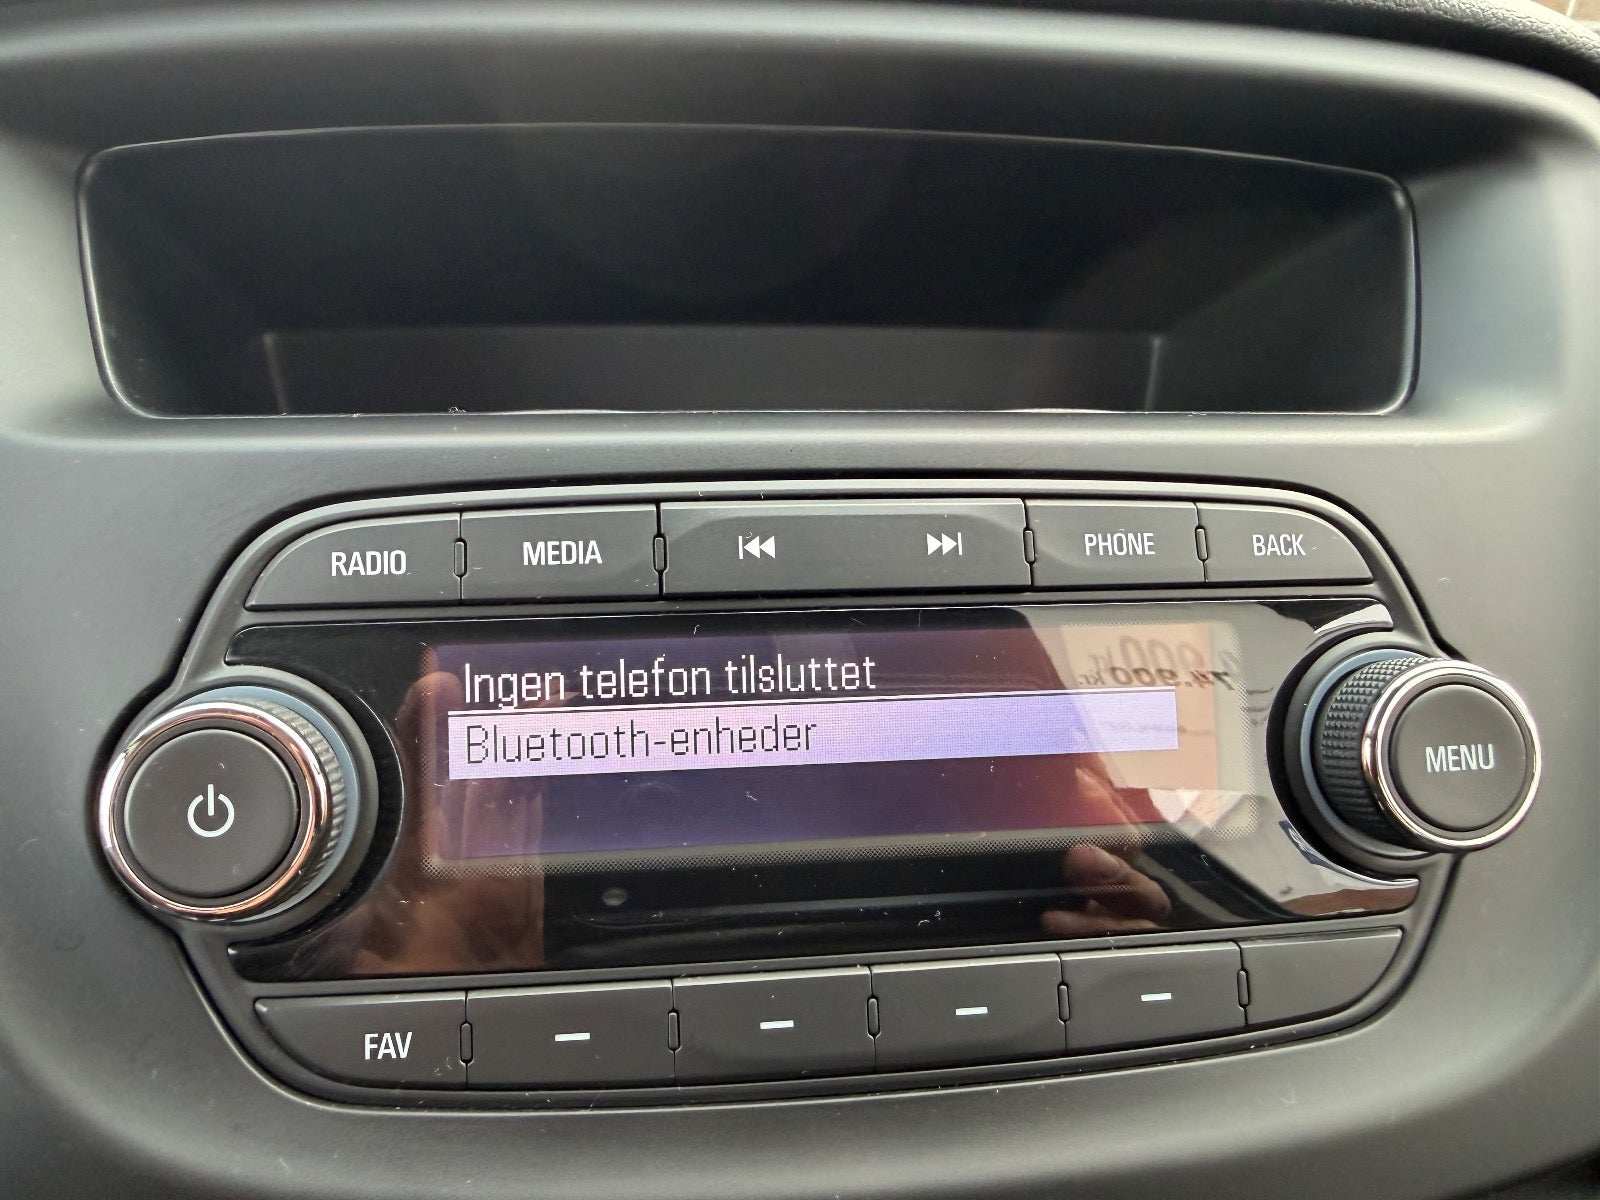 RADIO MEDIA PHONE BACK
Ingen telefon tilsluttet
Bluetooth-enheder
MENU
FAV